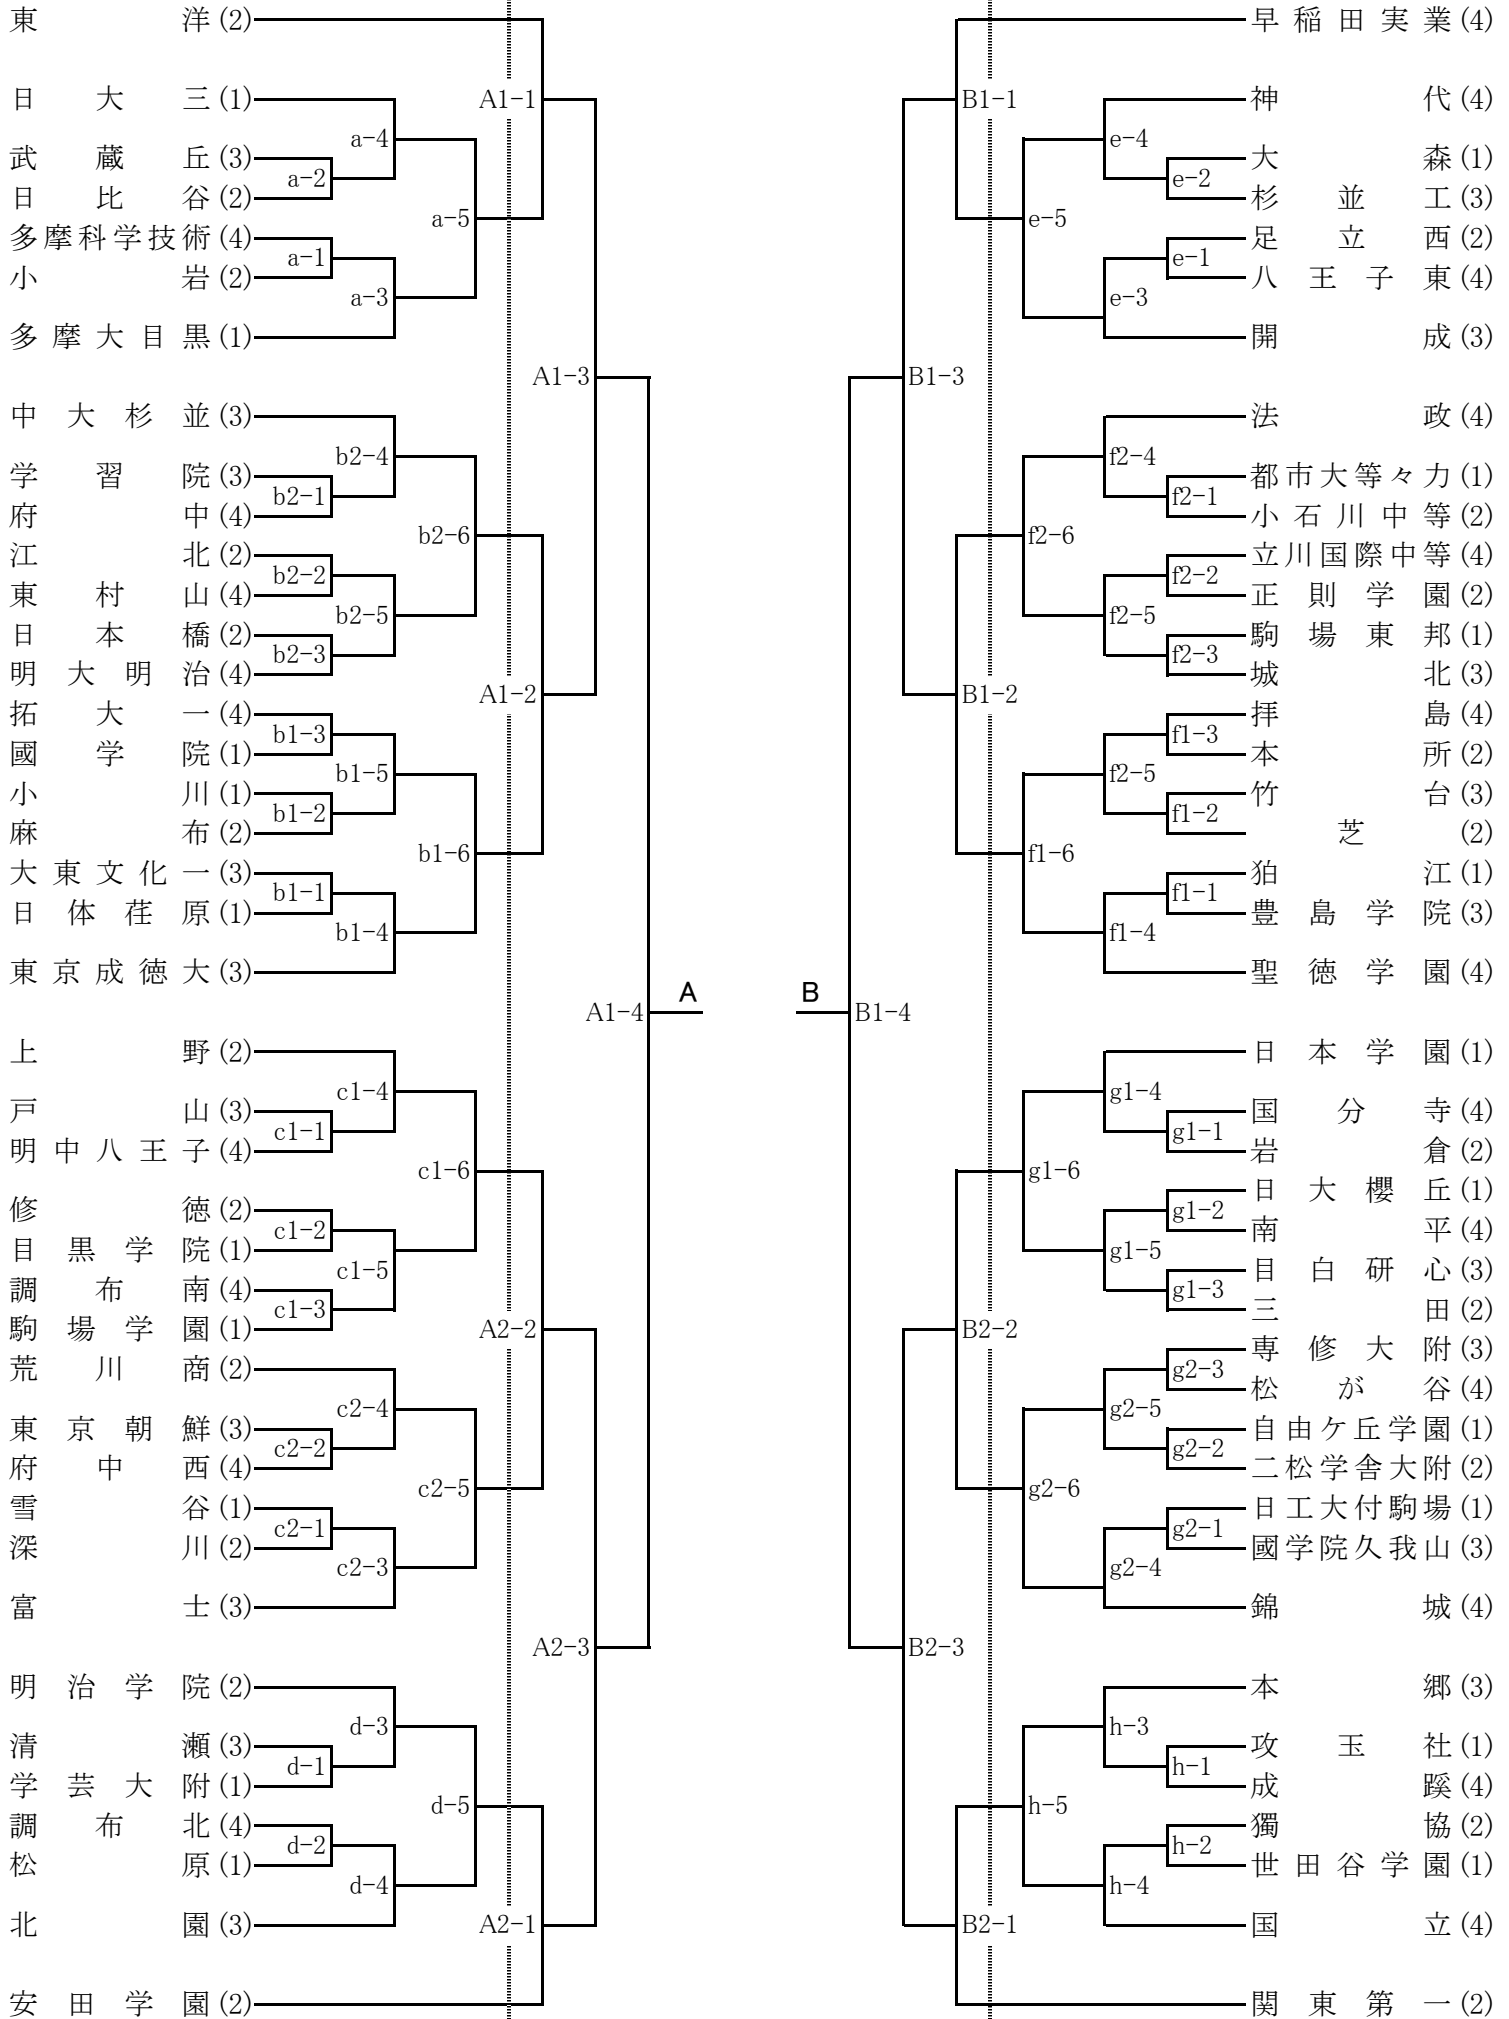 東洋(2)
日大三(1)
武蔵丘(3)
日比谷(2)
多摩科学技術(4)
小岩(2)
多摩大目黒(1)
中大杉並(3)
学習院(3)
府中(4)
江北(2)
東村山(4)
日本橋(2)
明大明治(4)
拓大一(4)
國学院(1)
小川(1)
麻布(2)
大東文化一(3)
日体荏原(1)
東京成徳大(3)
上野(2)
戸山(3)
明中八王子(4)
修徳(2)
目黒学院(1)
調布南(4)
駒場学園(1)
荒川商(2)
東京朝鮮(3)
府中西(4)
雪谷(1)
深川(2)
富士(3)
明治学院(2)
清瀬(3)
学芸大附(1)
調布北(4)
松原(1)
北園(3)
安田学園(2)
a-4
a-2
a-5
a-1
a-3
b2-4
b2-1
b2-6
b2-2
b2-5
b2-3
b1-3
b1-5
b1-2
b1-6
b1-1
b1-4
c1-4
c1-1
c1-6
c1-2
c1-5
c1-3
c2-4
c2-2
c2-5
c2-1
c2-3
d-3
d-1
d-5
d-2
d-4
A1-1
A1-3
A1-2
A1-4
A
A2-2
A2-3
A2-1
B1-1
B1-3
B1-2
B
B1-4
B2-2
B2-3
B2-1
e-4
e-2
e-5
e-1
e-3
f2-4
f2-1
f2-6
f2-2
f2-5
f2-3
f1-3
f2-5
f1-2
f1-6
f1-1
f1-4
g1-4
g1-1
g1-6
g1-2
g1-5
g1-3
g2-3
g2-5
g2-2
g2-6
g2-1
g2-4
h-3
h-1
h-5
h-2
h-4
早稲田実業(4)
神代(4)
大森(1)
杉並工(3)
足立西(2)
八王子東(4)
開成(3)
法政(4)
都市大等々力(1)
小石川中等(2)
立川国際中等(4)
正則学園(2)
駒場東邦(1)
城北(3)
拝島(4)
本所(2)
竹台(3)
芝(2)
狛江(1)
豊島学院(3)
聖徳学園(4)
日本学園(1)
国分寺(4)
岩倉(2)
日大櫻丘(1)
南平(4)
目白研心(3)
三田(2)
専修大附(3)
松が谷(4)
自由ケ丘学園(1)
二松学舎大附(2)
日工大付駒場(1)
國学院久我山(3)
錦城(4)
本郷(3)
攻玉社(1)
成蹊(4)
獨協(2)
世田谷学園(1)
国立(4)
関東第一(2)